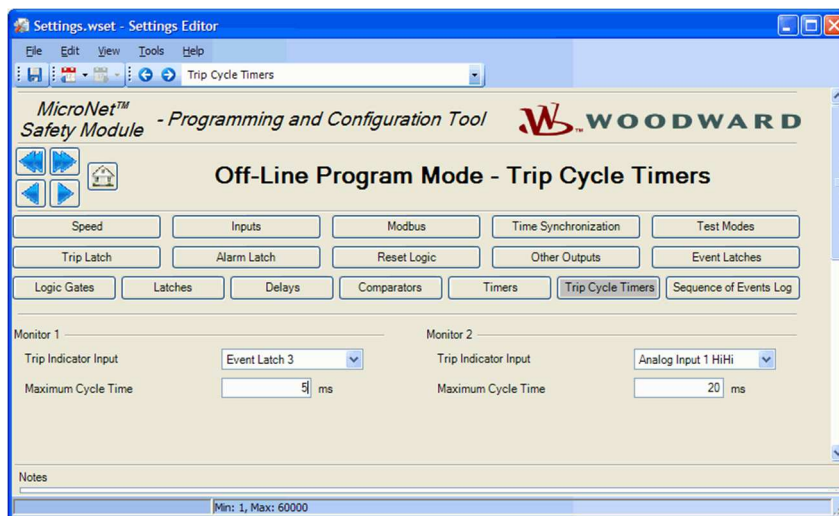 Settings.wset - Settings Editor
File Edit View Tools Help
Trip Cycle Timers
MicroNet™
Safety Module - Programming and Configuration Tool
WOODWARD
Off-Line Program Mode - Trip Cycle Timers
Speed Inputs Modbus Time Synchronization Test Modes
Trip Latch Alarm Latch Reset Logic Other Outputs Event Latches
Logic Gates Latches Delays Comparators Timers Trip Cycle Timers Sequence of Events Log
Monitor 1 Monitor 2
Trip Indicator Input Event Latch 3 Trip Indicator Input Analog Input 1 HiHi
Maximum Cycle Time 5 ms Maximum Cycle Time 20 ms
Notes
Min: 1, Max: 60000